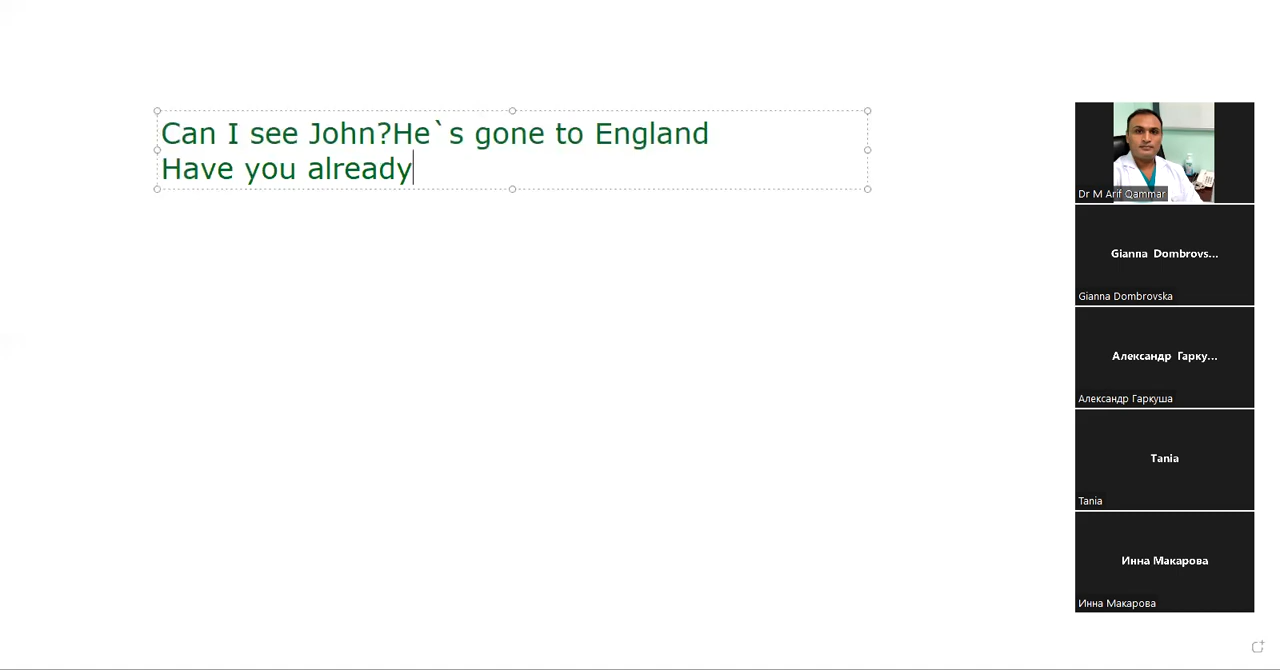 Can I see John?He`s gone to England
Have you already
Dr M Arif Qammar
Gianna Dombrovs...
Gianna Dombrovska
Александр Гарку...
Александр Гаркуша
Tania
Tania
Инна Макарова
Инна Макарова